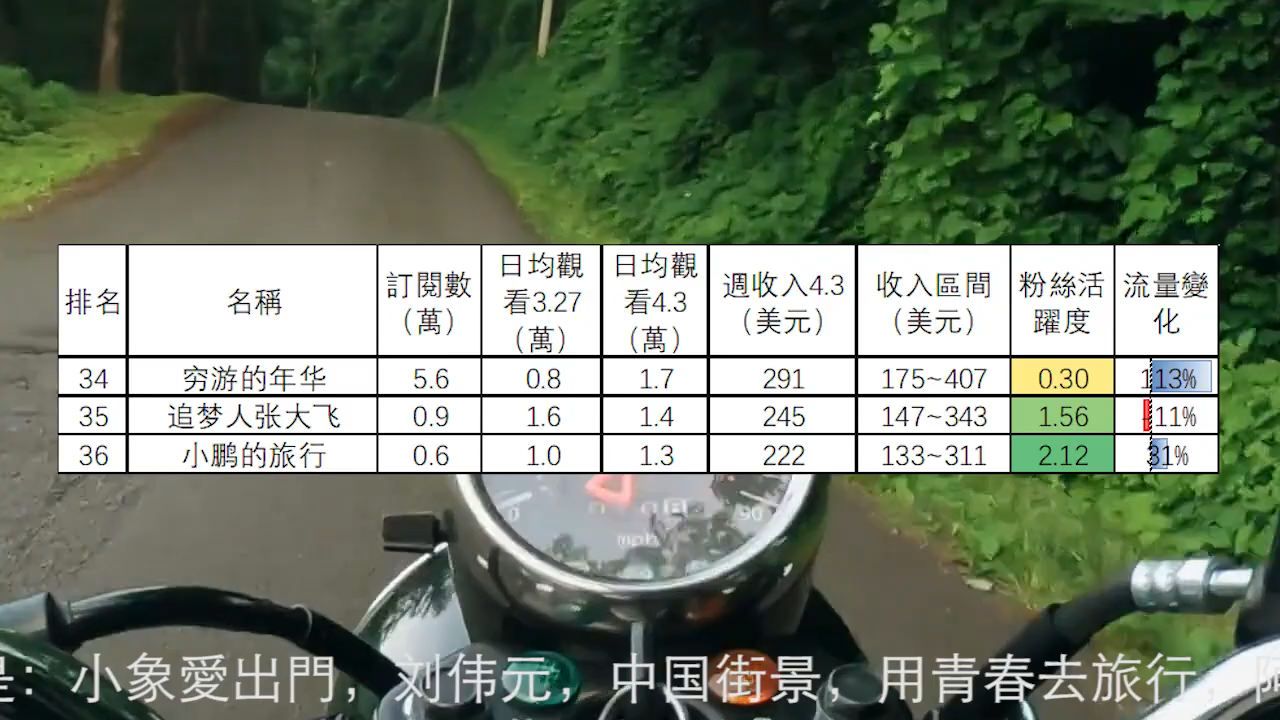 排名 名稱 訂閱數（萬） 日均觀看3.27（萬） 日均觀看4.3（萬） 週收入4.3（美元） 收入區間（美元） 粉絲活躍度 流量變化
34 穷游的年华 5.6 0.8 1.7 291 175~407 0.30 113%
35 追梦人张大飞 0.9 1.6 1.4 245 147~343 1.56 -11%
36 小鹏的旅行 0.6 1.0 1.3 222 133~311 2.12 31%
0 90
mph
是：小象愛出門，刘伟元，中国街景，用青春去旅行，阿